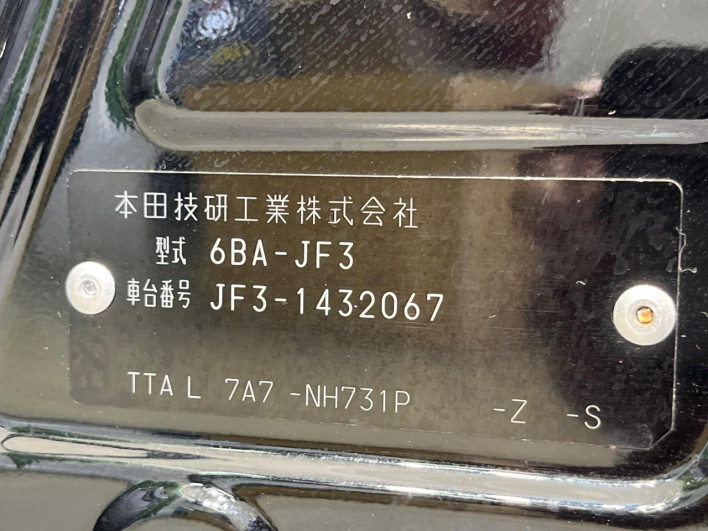 本田技研工業株式会社
型式 6BA-JF3
車台番号 JF3-1432067
TTA L 7A7 -NH731P -Z -S